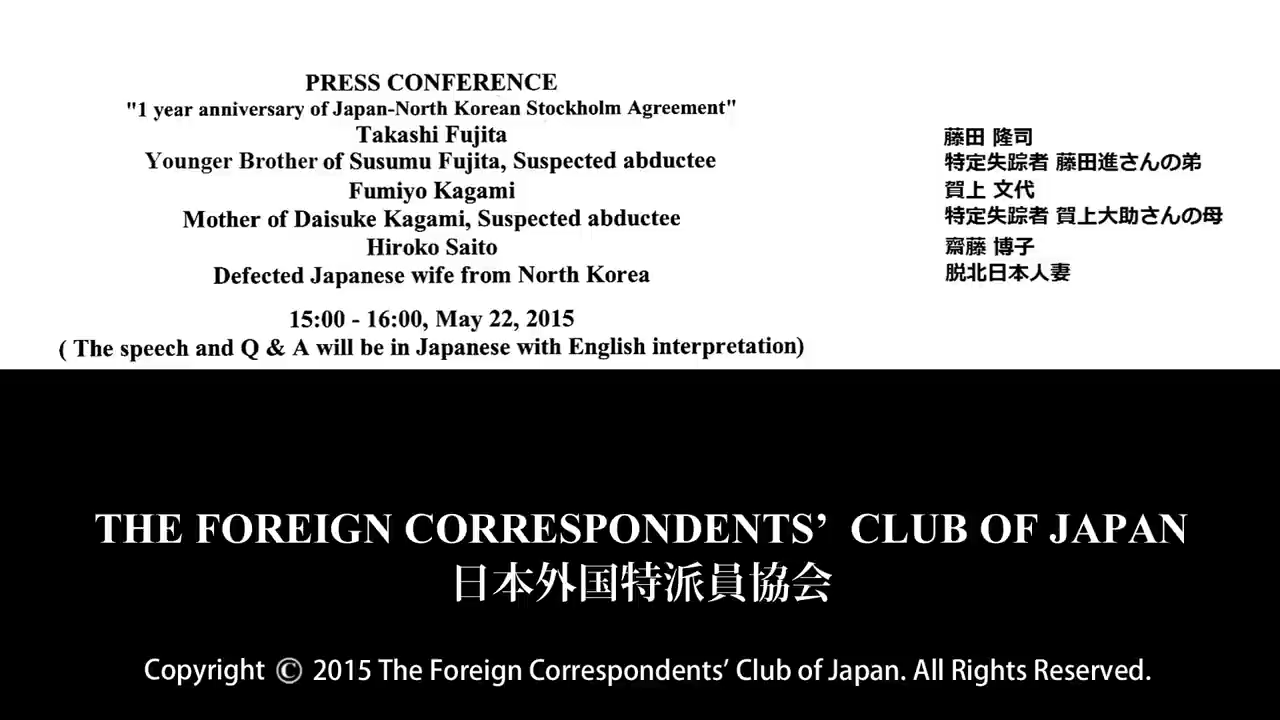 PRESS CONFERENCE
"1 year anniversary of Japan-North Korean Stockholm Agreement"
Takashi Fujita
Younger Brother of Susumu Fujita, Suspected abductee
Fumiyo Kagami
Mother of Daisuke Kagami, Suspected abductee
Hiroko Saito
Defected Japanese wife from North Korea
15:00 - 16:00, May 22, 2015
( The speech and Q & A will be in Japanese with English interpretation)
藤田 隆司
特定失踪者 藤田進さんの弟
賀上 文代
特定失踪者 賀上大助さんの母
齋藤 博子
脱北日本人妻
THE FOREIGN CORRESPONDENTS’ CLUB OF JAPAN
日本外国特派員協会
Copyright © 2015 The Foreign Correspondents’ Club of Japan. All Rights Reserved.